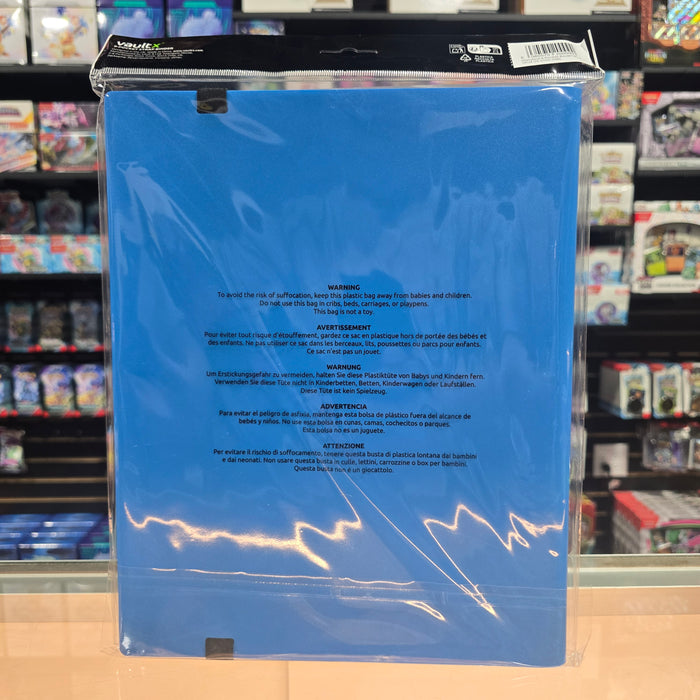 vaultx
WARNING
To avoid the risk of suffocation, keep this plastic bag away from babies and children.
Do not use this bag in cribs, beds, carriages, or playpens.
This bag is not a toy.
AVERTISSEMENT
Pour éviter tout risque d'étouffement, gardez ce sac en plastique hors de portée des bébés et
des enfants. Ne pas utiliser ce sac dans les berceaux, lits, poussettes ou parcs pour enfants.
Ce sac n'est pas un jouet.
WARNUNG
Um Erstickungsgefahr zu vermeiden, halten Sie diese Plastiktüte von Babys und Kindern fern.
Verwenden Sie diese Tüte nicht in Kinderbetten, Betten, Kinderwagen oder Laufställen.
Diese Tüte ist kein Spielzeug.
ADVERTENCIA
Para evitar el peligro de asfixia, mantenga esta bolsa de plástico fuera del alcance de
bebés y niños. No use esta bolsa en cunas, camas, cochecitos o parques.
Esta bolsa no es un juguete.
ATTENZIONE
Per evitare il rischio di soffocamento, tenere questa busta di plastica lontana dai bambini
e dai neonati. Non usare questa busta in culle, lettini, carrozzine o box per bambini.
Questa busta non è un giocattolo.